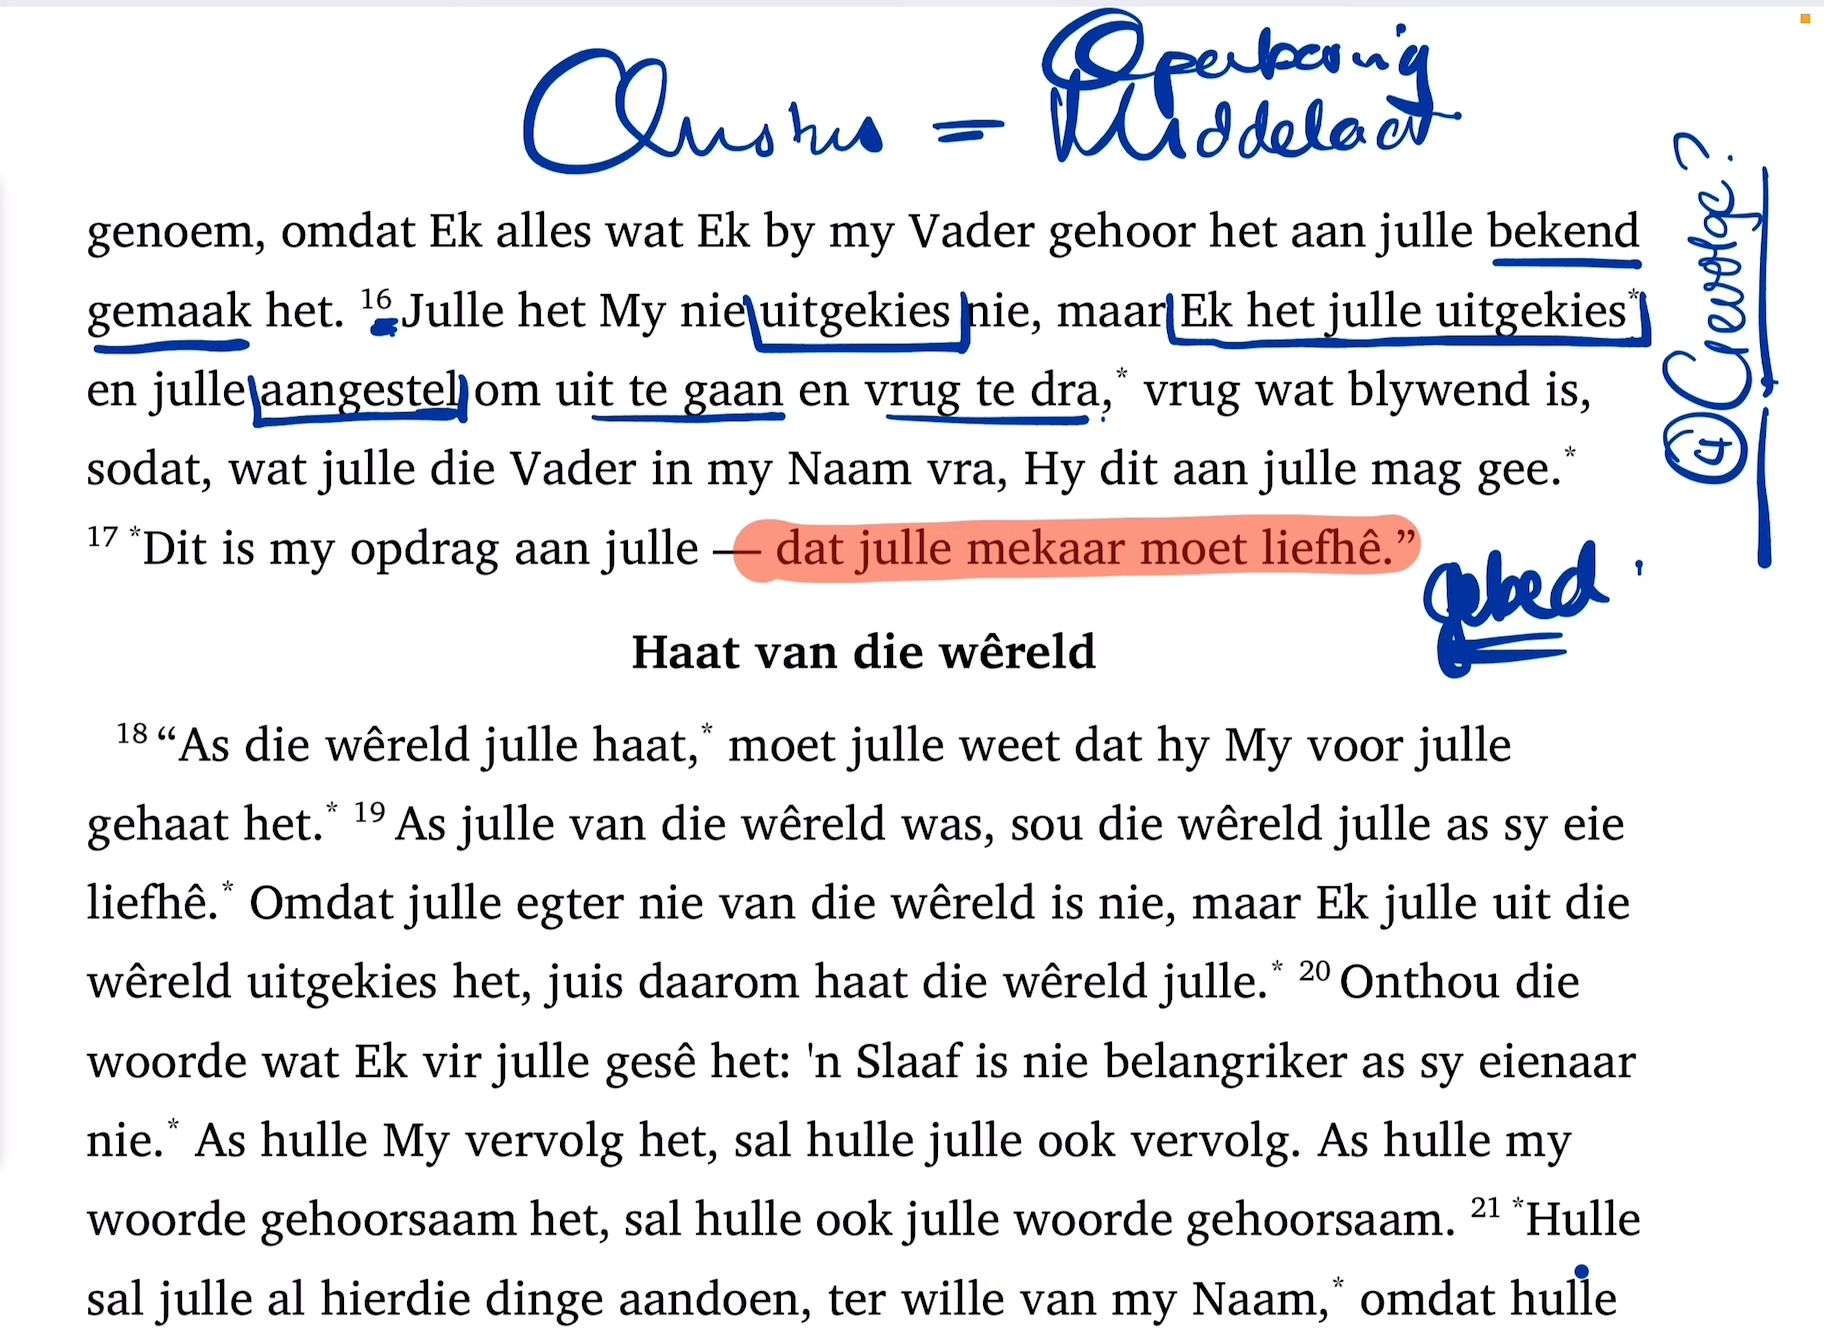 Openbaring
Christus = Middelaar
genoem, omdat Ek alles wat Ek by my Vader gehoor het aan julle bekend
gemaak het. 16 Julle het My nie uitgekies nie, maar Ek het julle uitgekies*
en julle aangestel om uit te gaan en vrug te dra,* vrug wat blywend is,
sodat, wat julle die Vader in my Naam vra, Hy dit aan julle mag gee.*
17 *Dit is my opdrag aan julle — dat julle mekaar moet liefhê.”
gebed
4 Gevolge?
Haat van die wêreld
18 “As die wêreld julle haat,* moet julle weet dat hy My voor julle
gehaat het.* 19 As julle van die wêreld was, sou die wêreld julle as sy eie
liefhê.* Omdat julle egter nie van die wêreld is nie, maar Ek julle uit die
wêreld uitgekies het, juis daarom haat die wêreld julle.* 20 Onthou die
woorde wat Ek vir julle gesê het: 'n Slaaf is nie belangriker as sy eienaar
nie.* As hulle My vervolg het, sal hulle julle ook vervolg. As hulle my
woorde gehoorsaam het, sal hulle ook julle woorde gehoorsaam. 21 *Hulle
sal julle al hierdie dinge aandoen, ter wille van my Naam,* omdat hulle